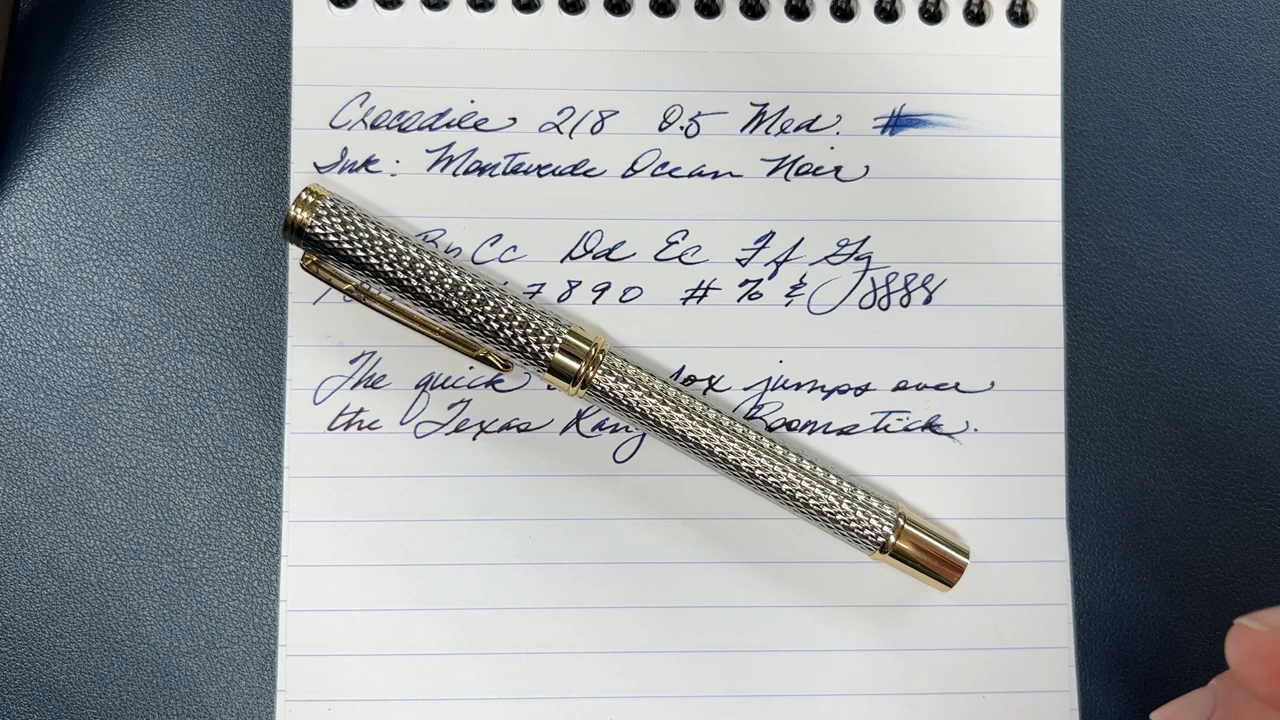 Crocodile 218 0.5 Med. #
Ink: Monteverde Ocean Noir
Cc Dd Ee Ff Gg
7890 # % &
The quick fox jumps over
the Texas Boomstick.